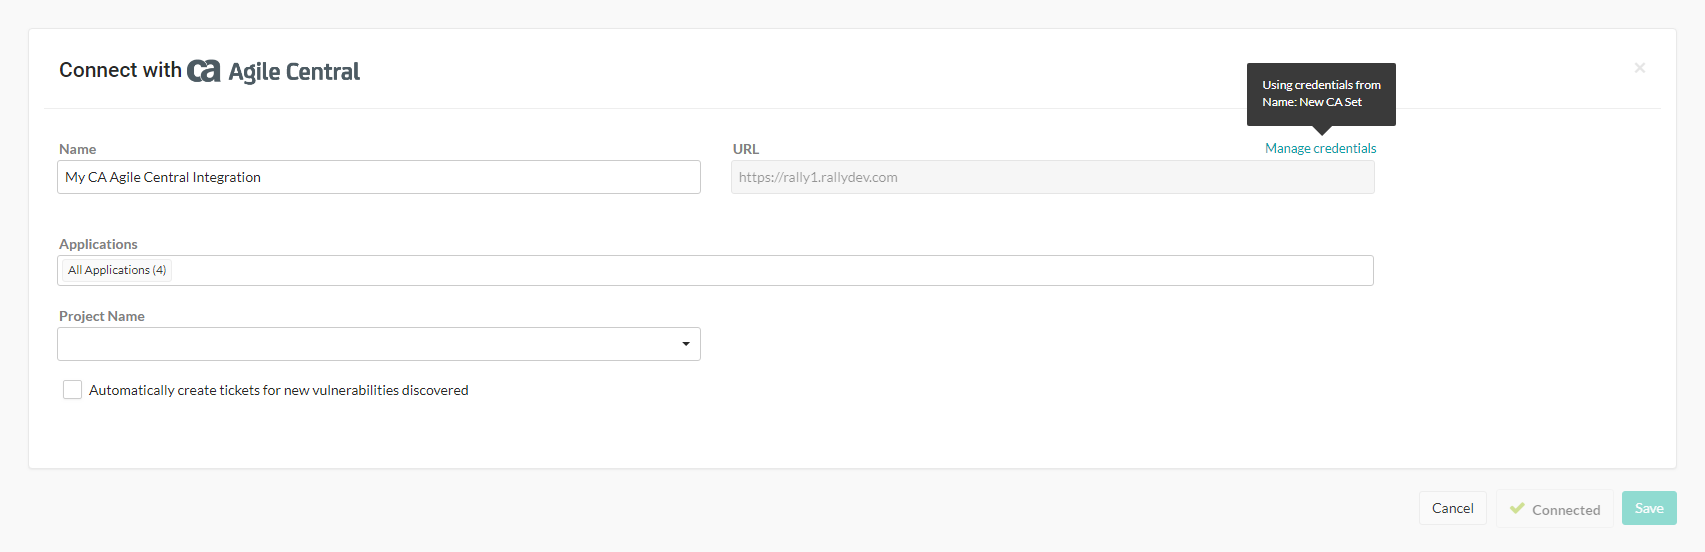 Connect with ca Agile Central
×
Using credentials from
Name: New CA Set
Name
URL
Manage credentials
My CA Agile Central Integration
https://rally1.rallydev.com
Applications
All Applications (4)
Project Name
Automatically create tickets for new vulnerabilities discovered
Cancel
Connected
Save